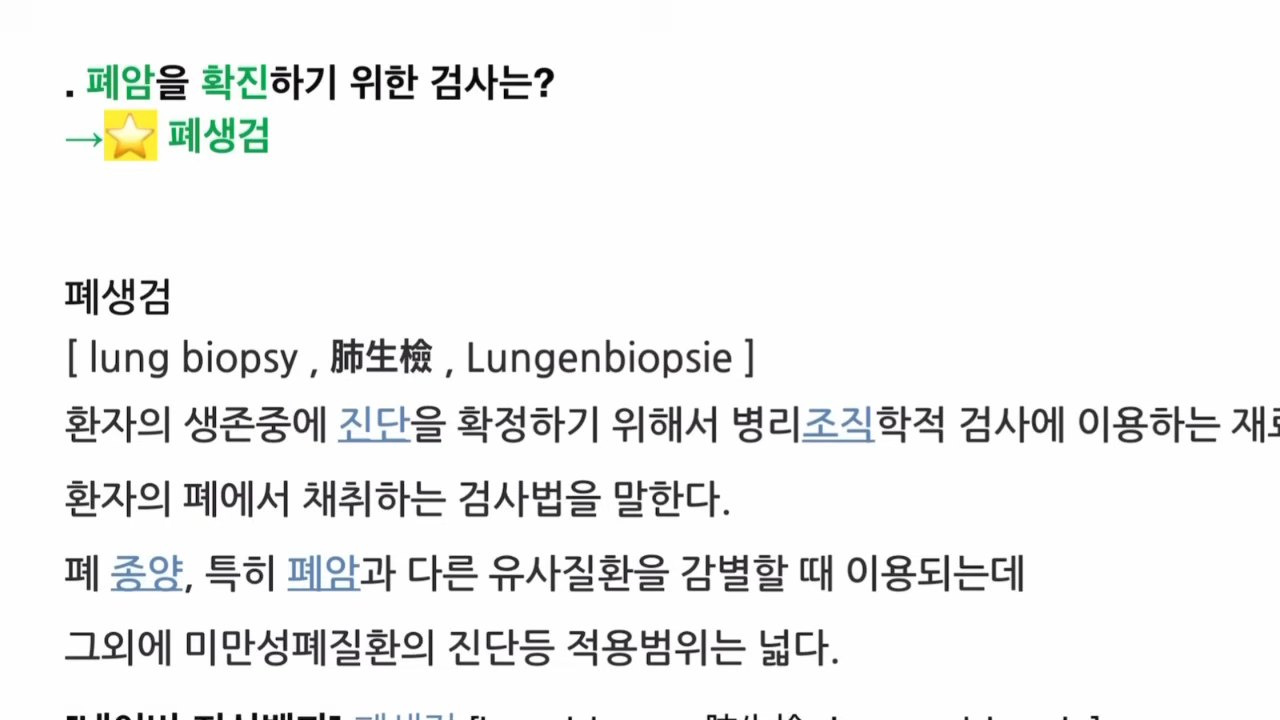 . 폐암을 확진하기 위한 검사는?
→⭐ 폐생검
폐생검
[ lung biopsy , 肺生檢 , Lungenbiopsie ]
환자의 생존중에 진단을 확정하기 위해서 병리조직학적 검사에 이용하는
환자의 폐에서 채취하는 검사법을 말한다.
폐 종양, 특히 폐암과 다른 유사질환을 감별할 때 이용되는데
그외에 미만성폐질환의 진단등 적용범위는 넓다.